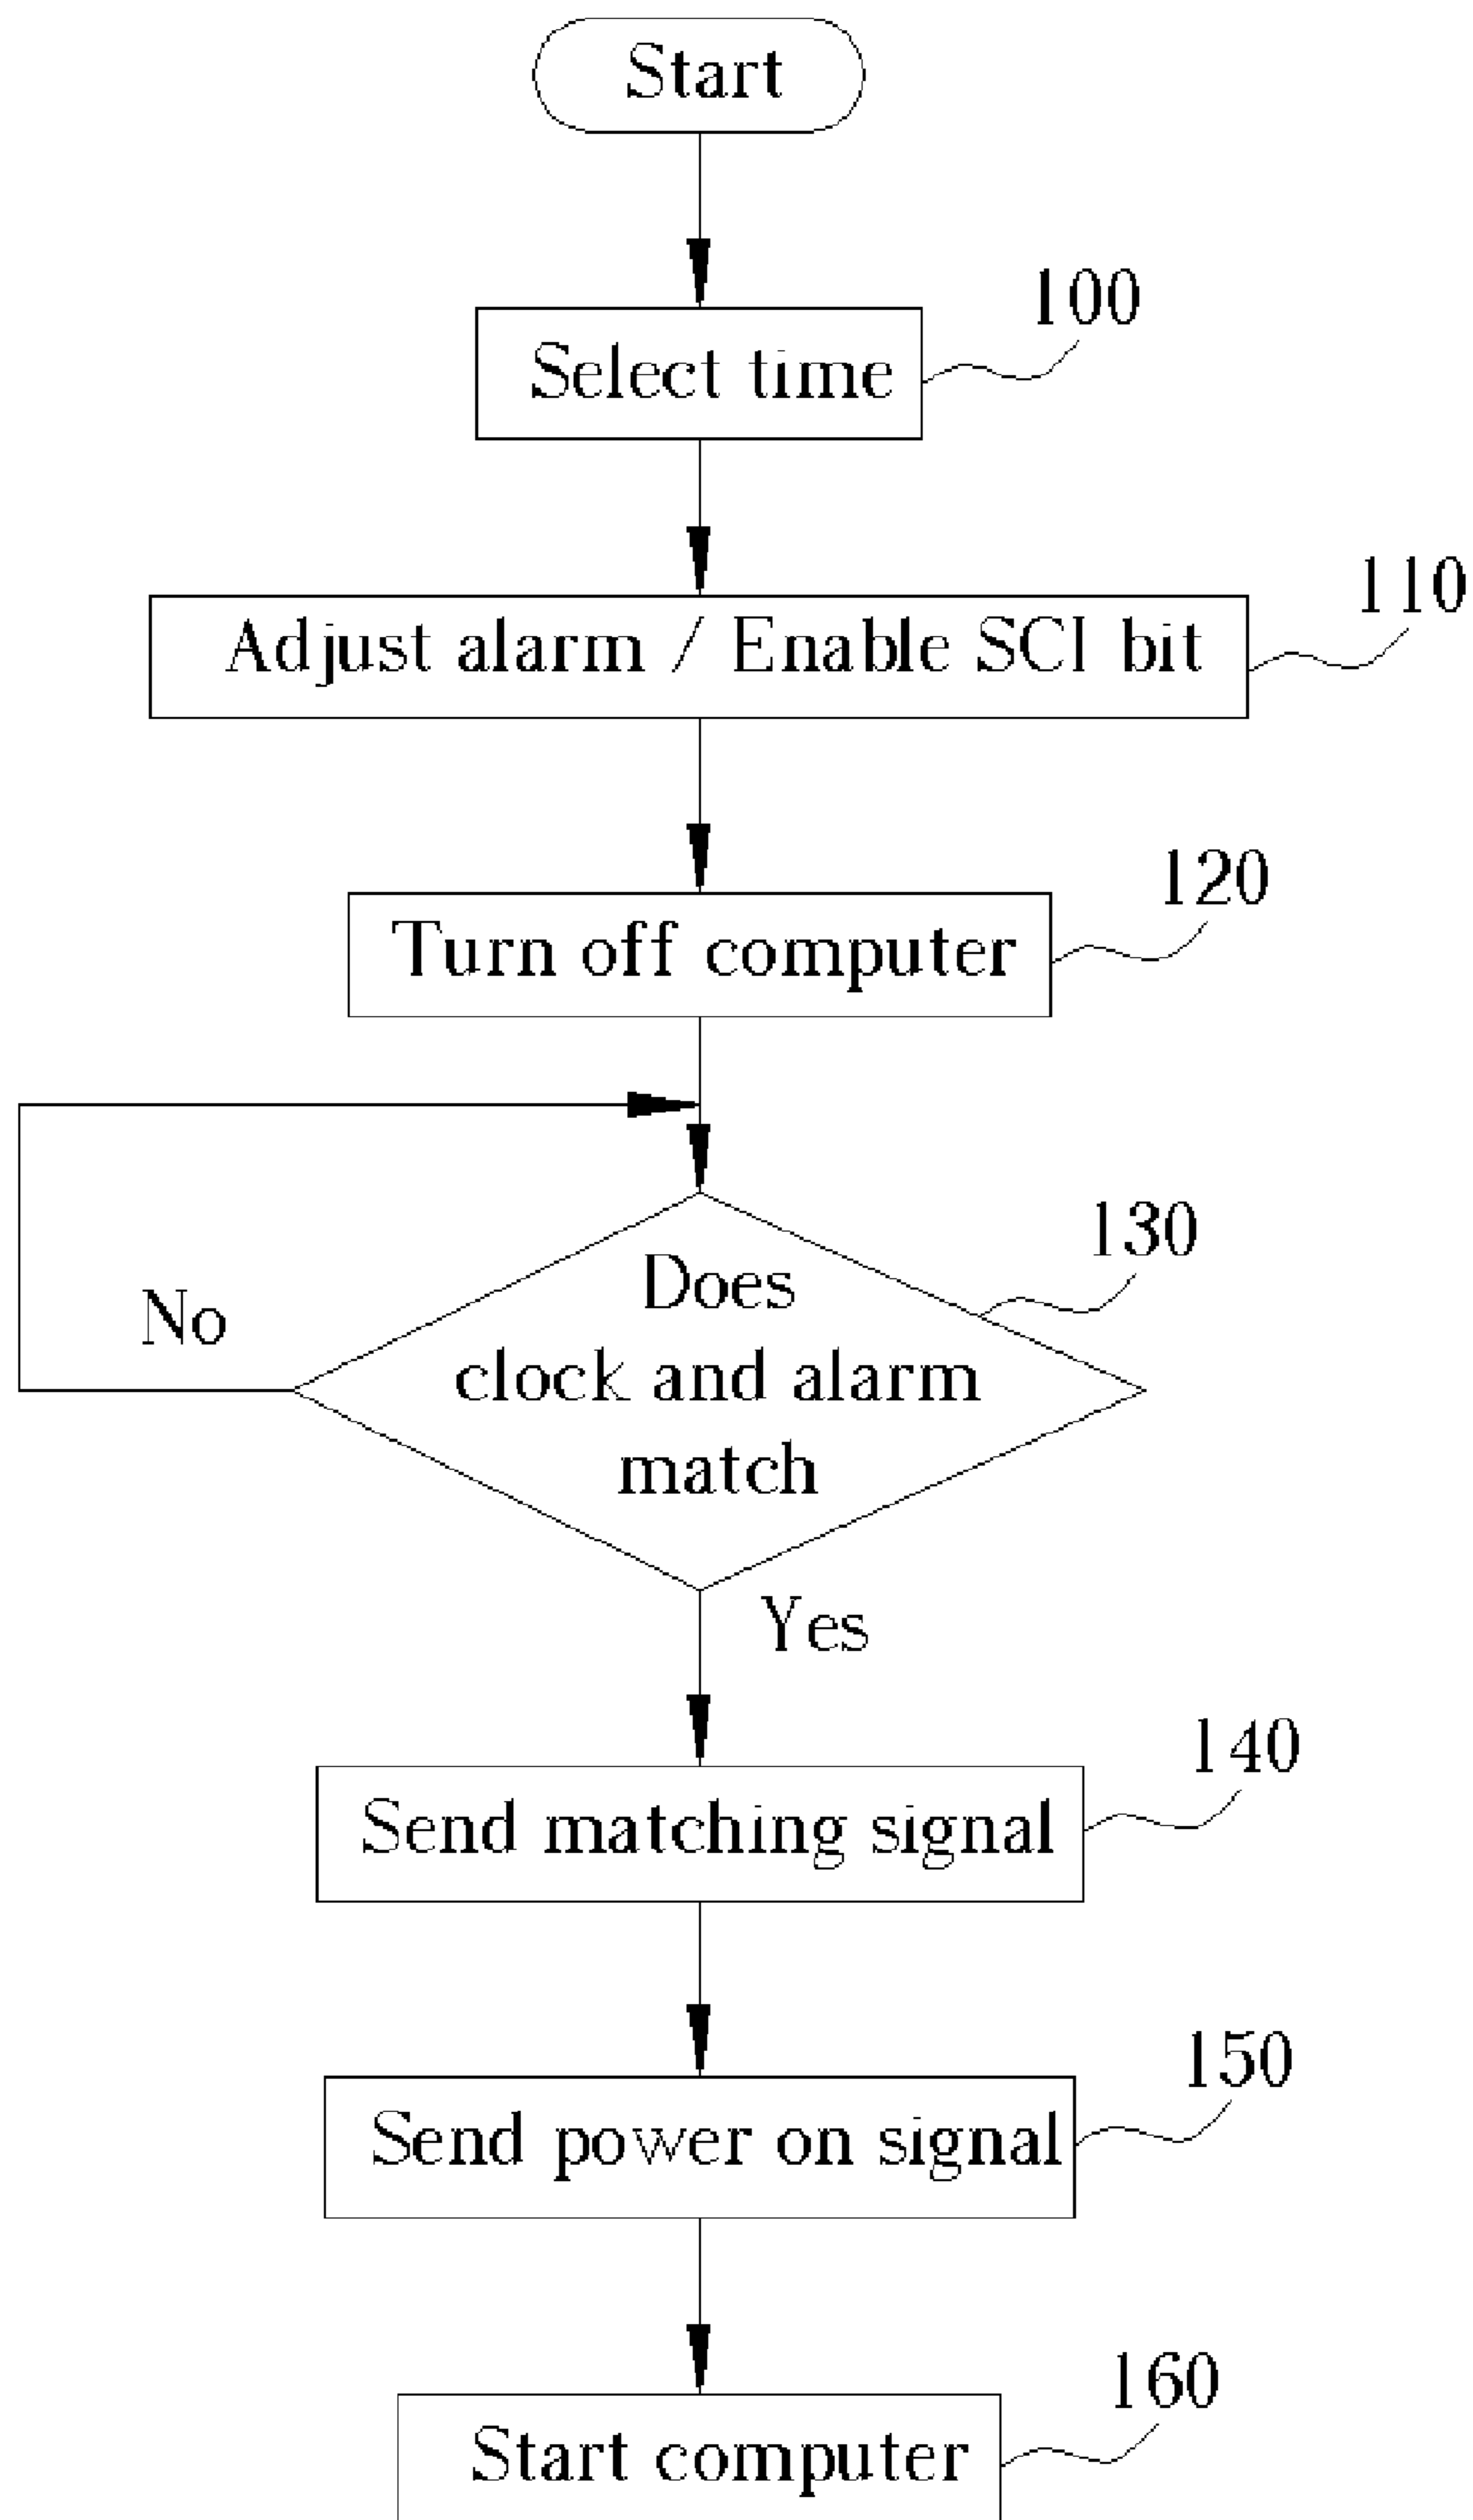 Start
100
Select time
110
Adjust alarm / Enable SCI bit
120
Turn off computer
130
Does
No
clock and alarm
match
Yes
140
Send matching signal
150
Send power on signal
160
Start computer